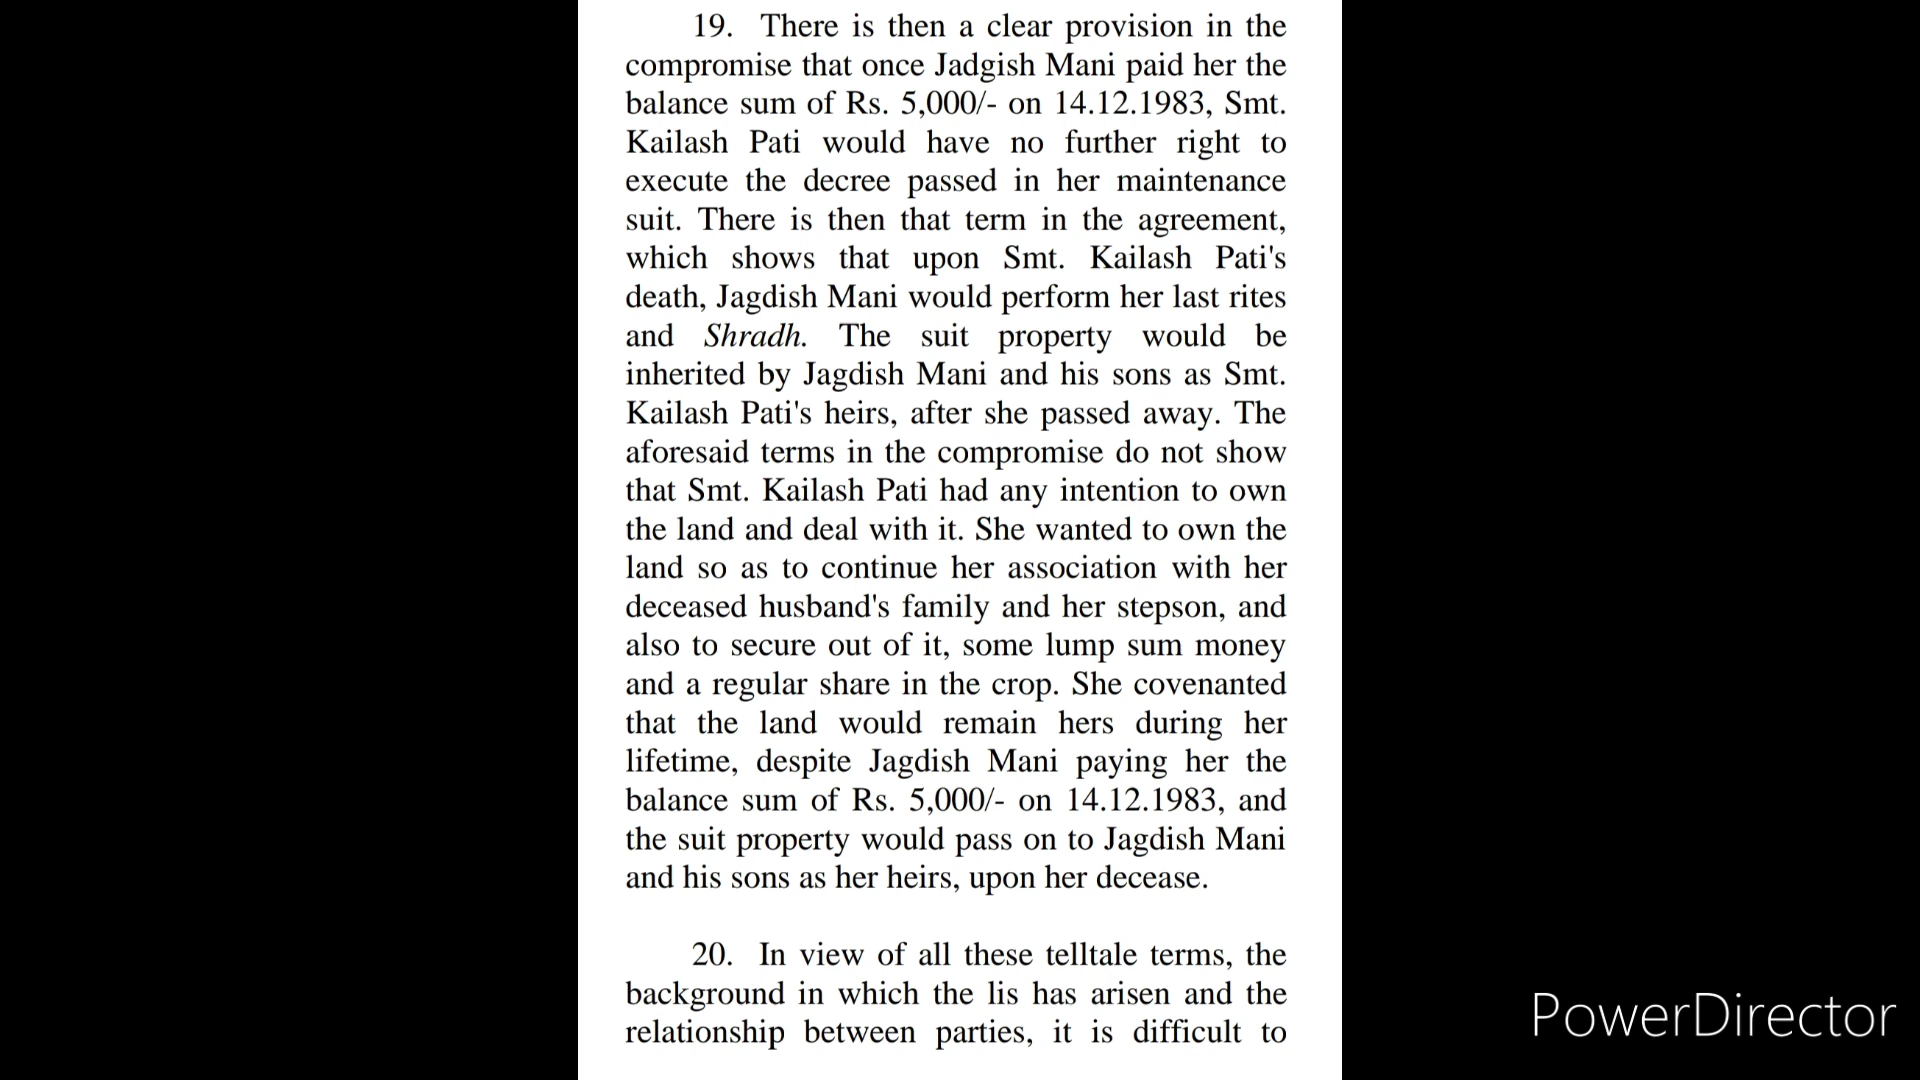 19. There is then a clear provision in the
compromise that once Jadgish Mani paid her the
balance sum of Rs. 5,000/- on 14.12.1983, Smt.
Kailash Pati would have no further right to
execute the decree passed in her maintenance
suit. There is then that term in the agreement,
which shows that upon Smt. Kailash Pati's
death, Jagdish Mani would perform her last rites
and Shradh. The suit property would be
inherited by Jagdish Mani and his sons as Smt.
Kailash Pati's heirs, after she passed away. The
aforesaid terms in the compromise do not show
that Smt. Kailash Pati had any intention to own
the land and deal with it. She wanted to own the
land so as to continue her association with her
deceased husband's family and her stepson, and
also to secure out of it, some lump sum money
and a regular share in the crop. She covenanted
that the land would remain hers during her
lifetime, despite Jagdish Mani paying her the
balance sum of Rs. 5,000/- on 14.12.1983, and
the suit property would pass on to Jagdish Mani
and his sons as her heirs, upon her decease.
20. In view of all these telltale terms, the
background in which the lis has arisen and the
relationship between parties, it is difficult to
PowerDirector